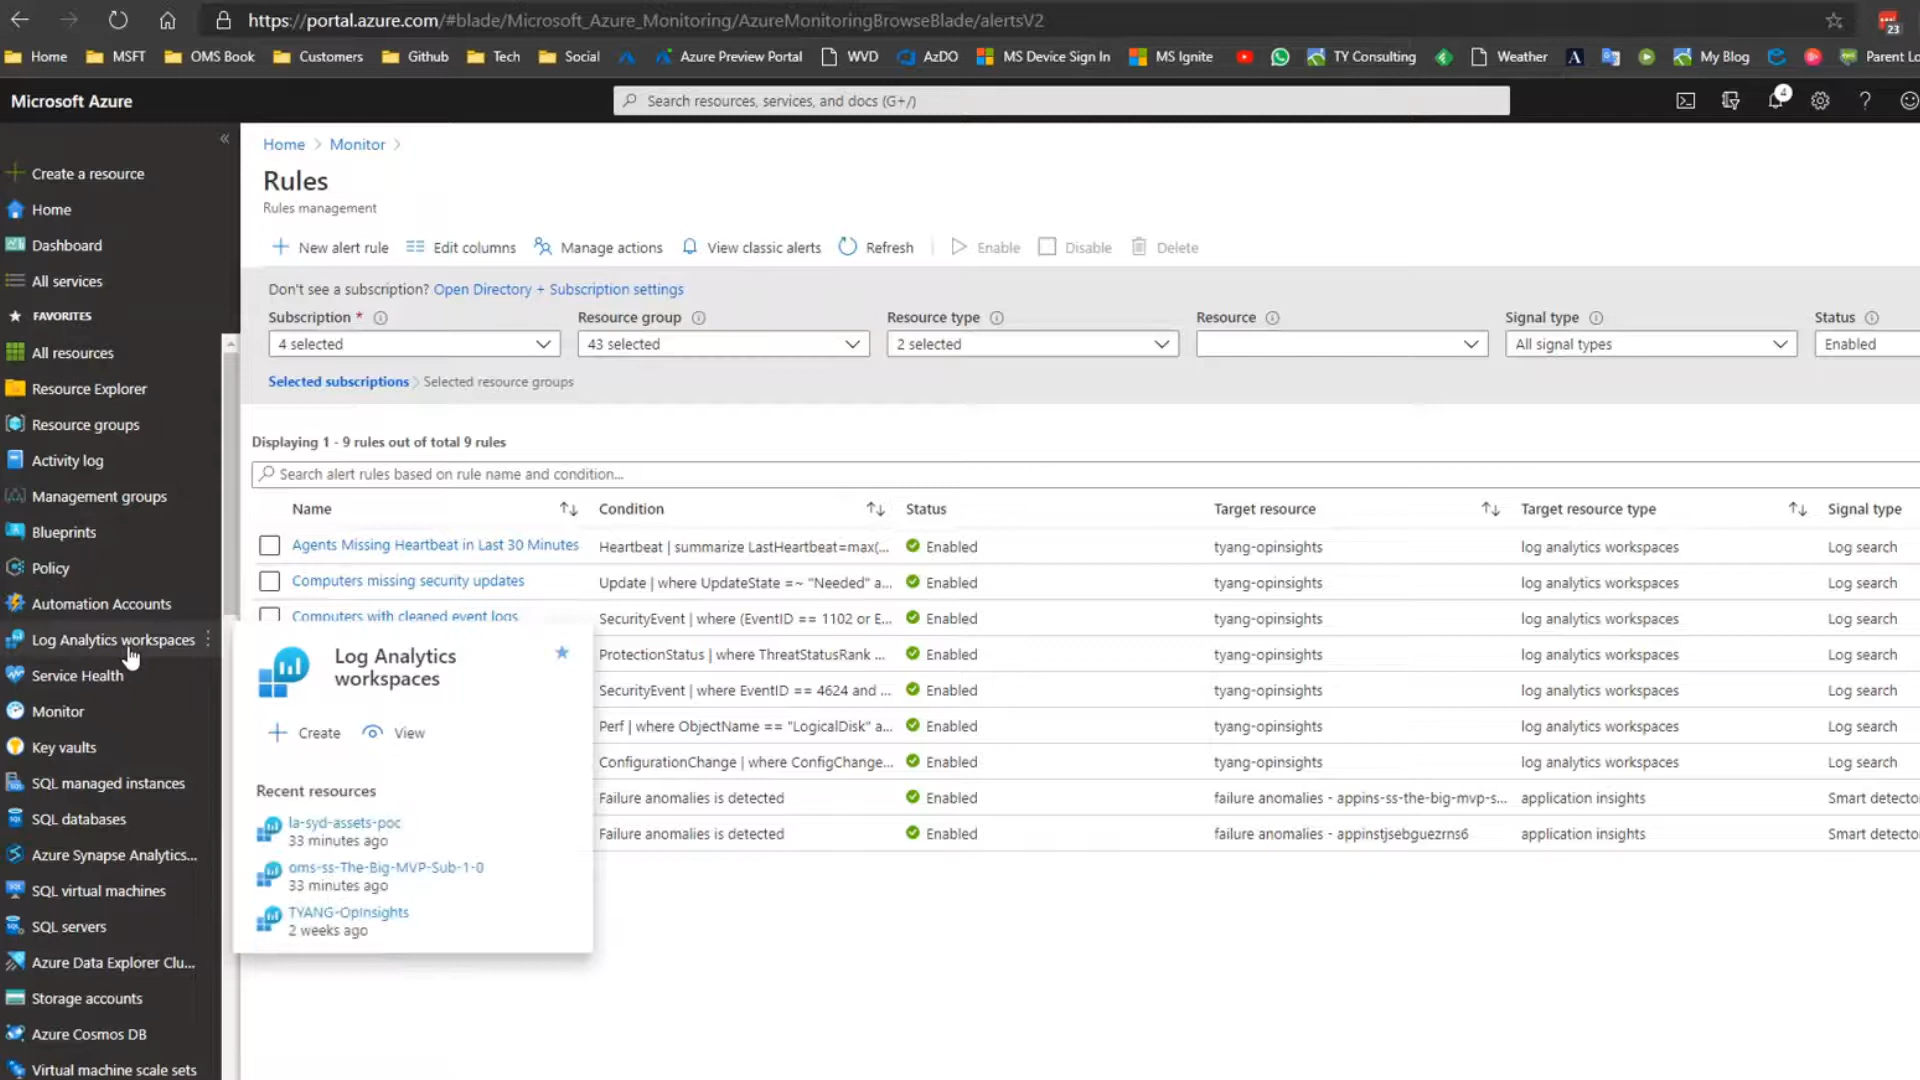 https://portal.azure.com/#blade/Microsoft_Azure_Monitoring/AzureMonitoringBrowseBlade/alertsV2
23
Home MSFT OMS Book Customers Github Tech Social Azure Preview Portal WVD AzDO MS Device Sign In MS Ignite TY Consulting Weather A My Blog Parent Lo
Microsoft Azure
Search resources, services, and docs (G+/)
4
«
Create a resource
Home
Dashboard
All services
FAVORITES
All resources
Resource Explorer
Resource groups
Activity log
Management groups
Blueprints
Policy
Automation Accounts
Log Analytics workspaces
Service Health
Monitor
Key vaults
SQL managed instances
SQL databases
Azure Synapse Analytics...
SQL virtual machines
SQL servers
Azure Data Explorer Clu...
Storage accounts
Azure Cosmos DB
Virtual machine scale sets
Home > Monitor >
Rules
Rules management
New alert rule Edit columns Manage actions View classic alerts Refresh Enable Disable Delete
Don't see a subscription? Open Directory + Subscription settings
Subscription * Resource group Resource type Resource Signal type Status
4 selected 43 selected 2 selected All signal types Enabled
Selected subscriptions > Selected resource groups
Displaying 1 - 9 rules out of total 9 rules
Search alert rules based on rule name and condition...
Name Condition Status Target resource Target resource type Signal type
Agents Missing Heartbeat in Last 30 Minutes Heartbeat | summarize LastHeartbeat=max(... Enabled tyang-opinsights log analytics workspaces Log search
Computers missing security updates Update | where UpdateState =~ "Needed" a... Enabled tyang-opinsights log analytics workspaces Log search
Computers with cleaned event logs SecurityEvent | where (EventID == 1102 or E... Enabled tyang-opinsights log analytics workspaces Log search
ProtectionStatus | where ThreatStatusRank ... Enabled tyang-opinsights log analytics workspaces Log search
SecurityEvent | where EventID == 4624 and ... Enabled tyang-opinsights log analytics workspaces Log search
Perf | where ObjectName == "LogicalDisk" a... Enabled tyang-opinsights log analytics workspaces Log search
ConfigurationChange | where ConfigChange... Enabled tyang-opinsights log analytics workspaces Log search
Failure anomalies is detected Enabled failure anomalies - appins-ss-the-big-mvp-s... application insights Smart detecto
Failure anomalies is detected Enabled failure anomalies - appinstjsebguezrns6 application insights Smart detecto
Log Analytics
workspaces
Create View
Recent resources
la-syd-assets-poc
33 minutes ago
oms-ss-The-Big-MVP-Sub-1-0
33 minutes ago
TYANG-OpInsights
2 weeks ago